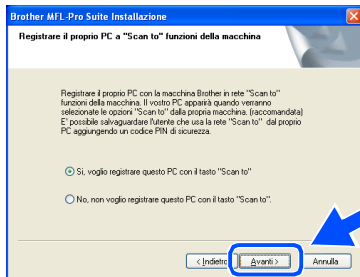 Brother MFL-Pro Suite Installazione
Registrare il proprio PC a "Scan to" funzioni della macchina
Registrare il proprio PC con la macchina Brother in rete "Scan to"
funzioni della macchina. Il vostro PC apparirà quando verranno
selezionate le opzioni "Scan to" dalla propria macchina. (raccomandata)
E' possibile salvaguardare l'utente che usa la rete "Scan to" dal proprio
PC aggiungendo un codice PIN di sicurezza.
Si, voglio registrare questo PC con il tasto "Scan to"
No, non voglio registrare questo PC con il tasto "Scan to".
< Indietro
Avanti >
Annulla